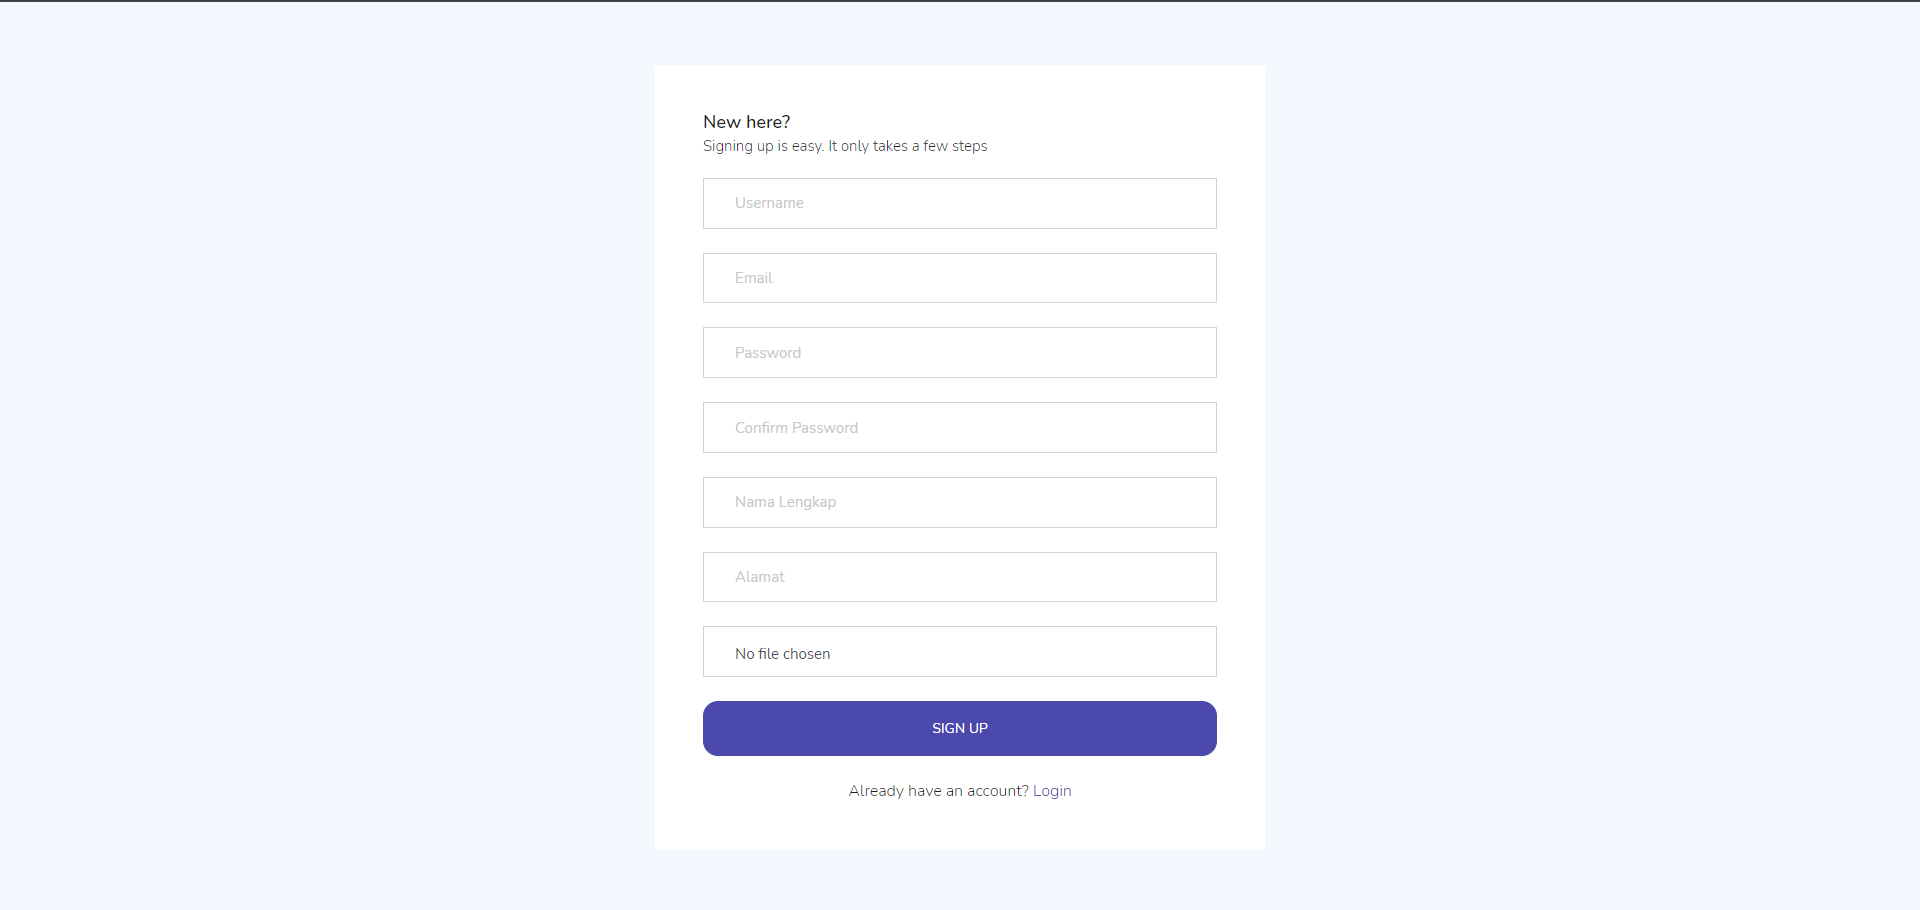 New here?
Signing up is easy. It only takes a few steps
Username
Email
Password
Confirm Password
Nama Lengkap
Alamat
No file chosen
SIGN UP
Already have an account? Login